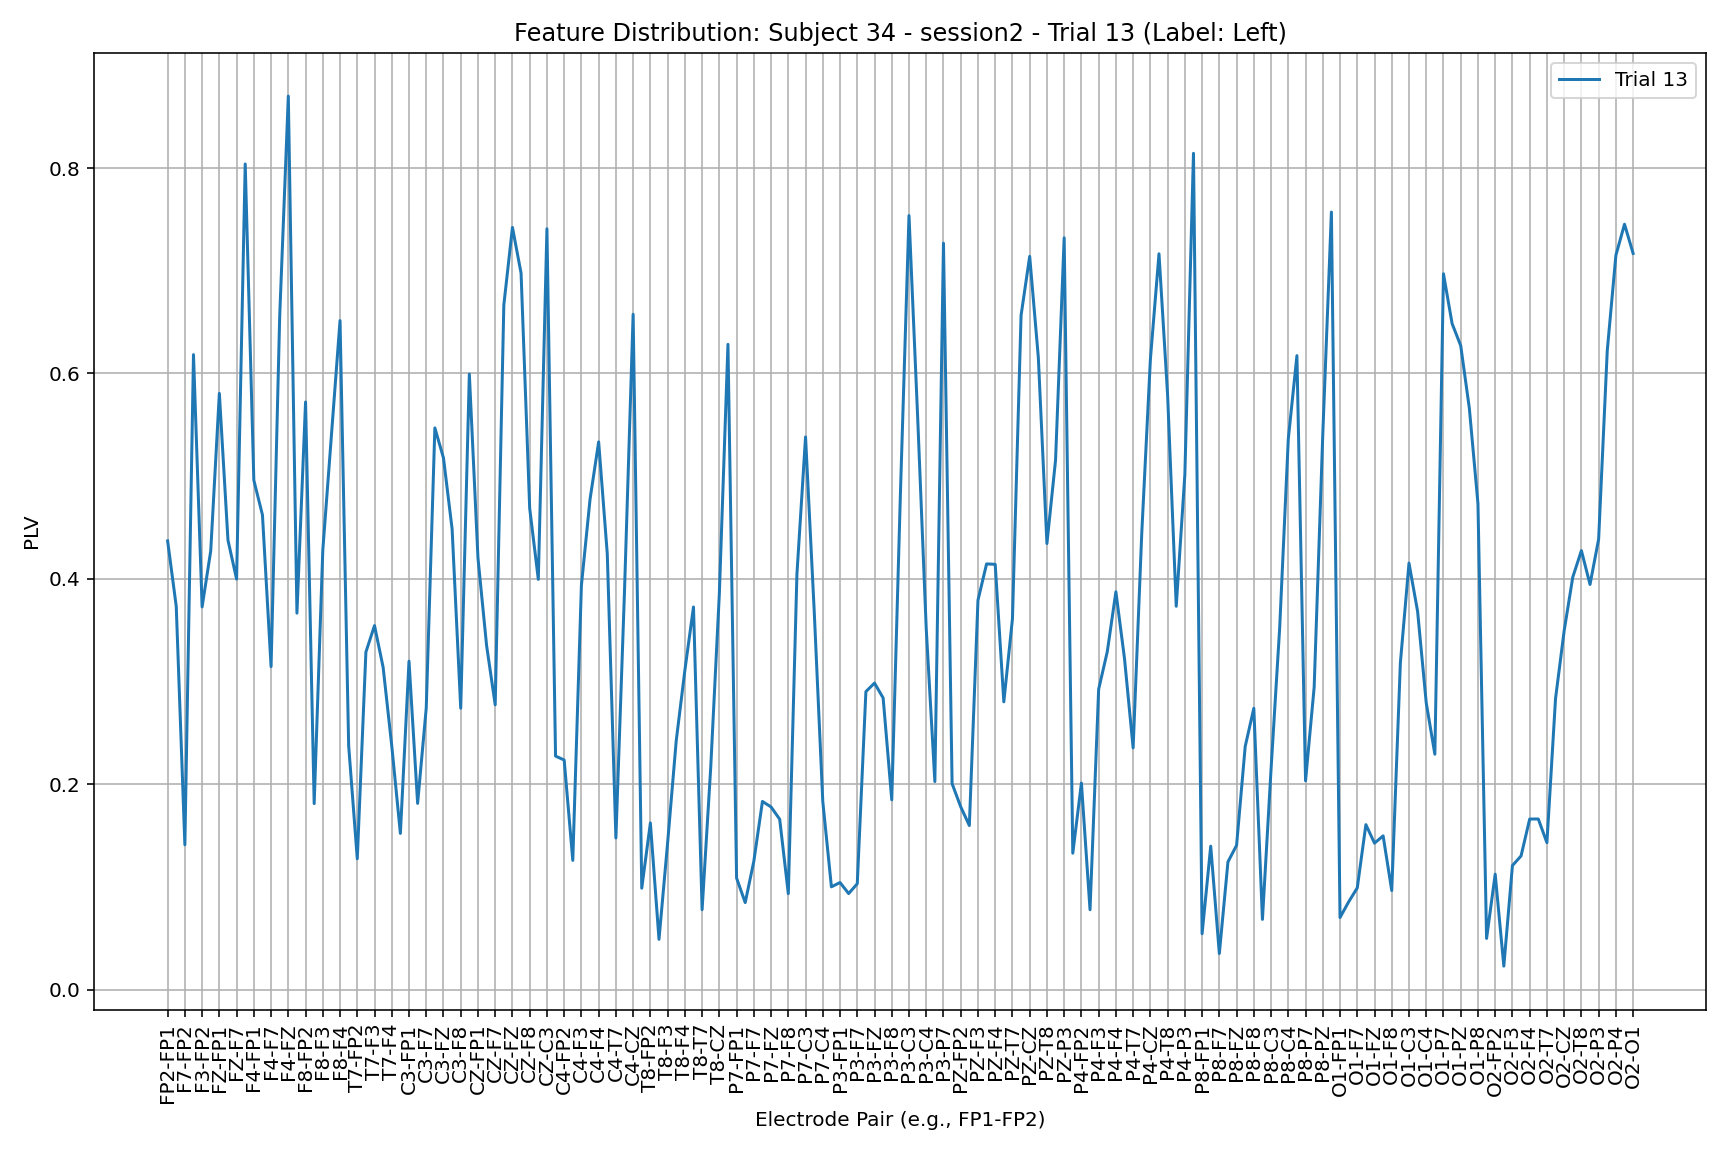 Feature Distribution: Subject 34 - session2 - Trial 13 (Label: Left)
Trial 13
PLV
0.8
0.6
0.4
0.2
0.0
FP2-FP1
F7-FP2
F3-FP2
FZ-FP1
FZ-F7
F4-FP1
F4-F7
F4-FZ
F8-FP2
F8-F3
F8-F4
T7-FP2
T7-F3
T7-F4
C3-FP1
C3-F7
C3-FZ
C3-F8
CZ-FP1
CZ-F7
CZ-FZ
CZ-F8
CZ-C3
C4-FP2
C4-F3
C4-F4
C4-T7
C4-CZ
T8-FP2
T8-F3
T8-F4
T8-T7
T8-CZ
P7-FP1
P7-F7
P7-FZ
P7-F8
P7-C3
P7-C4
P3-FP1
P3-F7
P3-FZ
P3-F8
P3-C3
P3-C4
P3-P7
PZ-FP2
PZ-F3
PZ-F4
PZ-T7
PZ-CZ
PZ-T8
PZ-P3
P4-FP2
P4-F3
P4-F4
P4-T7
P4-CZ
P4-T8
P4-P3
P8-FP1
P8-F7
P8-FZ
P8-F8
P8-C3
P8-C4
P8-P7
P8-PZ
O1-FP1
O1-F7
O1-FZ
O1-F8
O1-C3
O1-C4
O1-P7
O1-PZ
O1-P8
O2-FP2
O2-F3
O2-F4
O2-T7
O2-CZ
O2-T8
O2-P3
O2-P4
O2-O1
Electrode Pair (e.g., FP1-FP2)